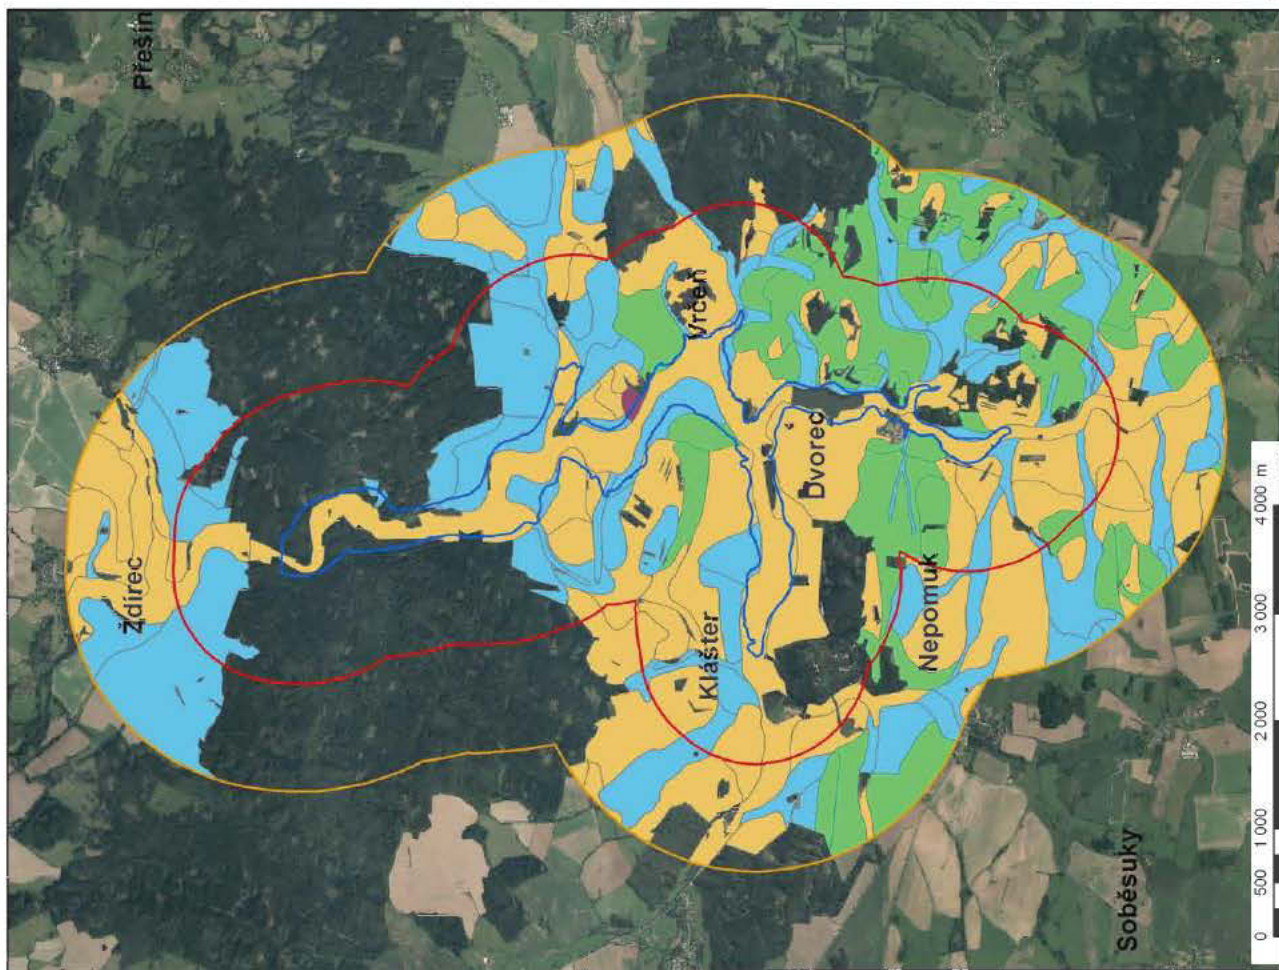 Přešín
Ždírec
Vrčeň
Dvorec
Klášter
Nepomuk
Soběsuky
0 500 1 000 2 000 3 000 4 000 m